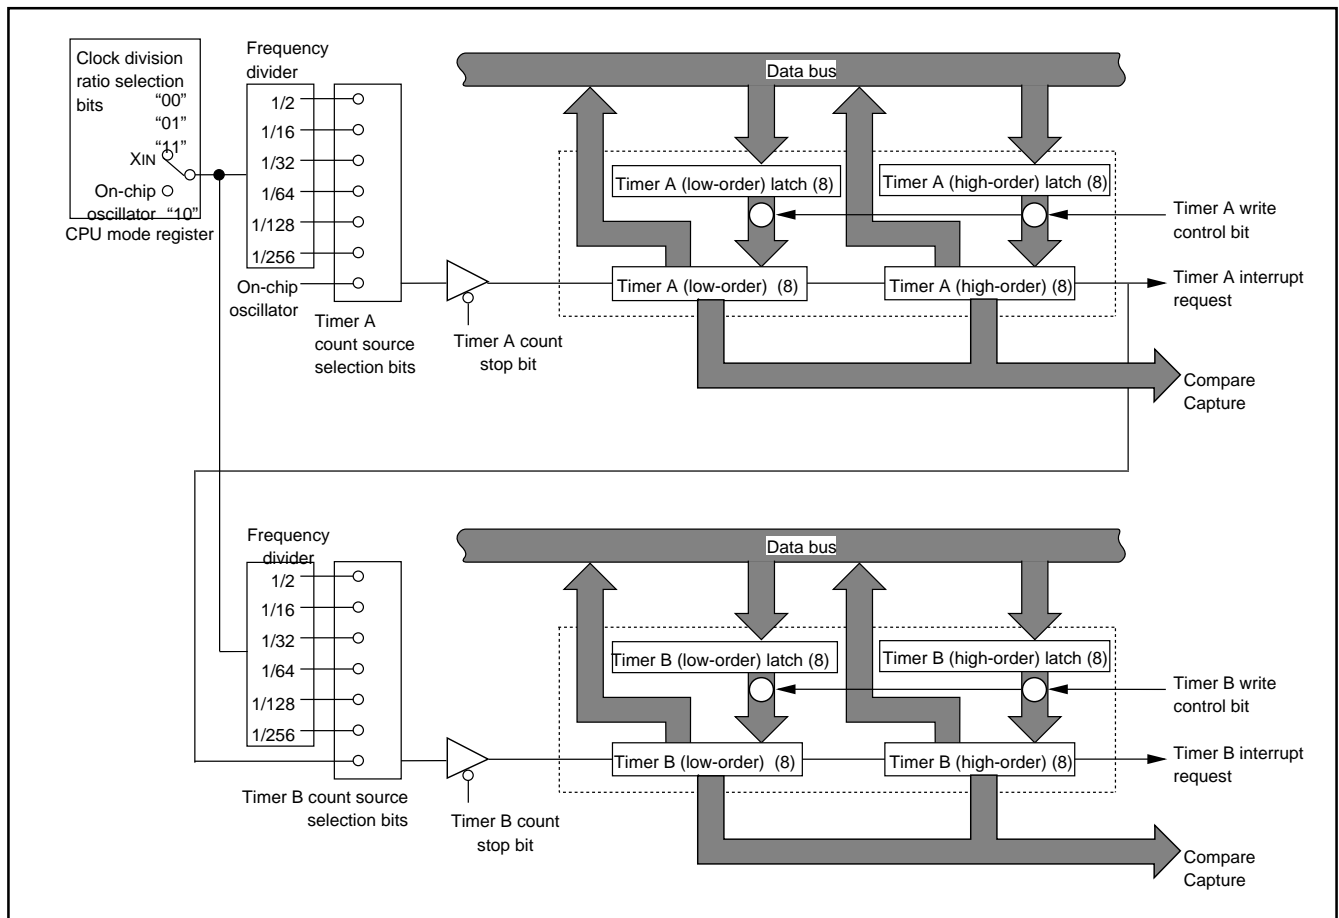 Clock division
ratio selection
bits
“00”
“01”
“11”
XIN
On-chip
oscillator “10”
CPU mode register
Frequency
divider
1/2
1/16
1/32
1/64
1/128
1/256
On-chip
oscillator
Timer A
count source
selection bits
Timer A count
stop bit
Data bus
Timer A (low-order) latch (8)
Timer A (high-order) latch (8)
Timer A write
control bit
Timer A (low-order) (8)
Timer A (high-order) (8)
Timer A interrupt
request
Compare
Capture
Frequency
divider
1/2
1/16
1/32
1/64
1/128
1/256
Timer B count source
selection bits
Timer B count
stop bit
Data bus
Timer B (low-order) latch (8)
Timer B (high-order) latch (8)
Timer B write
control bit
Timer B (low-order) (8)
Timer B (high-order) (8)
Timer B interrupt
request
Compare
Capture